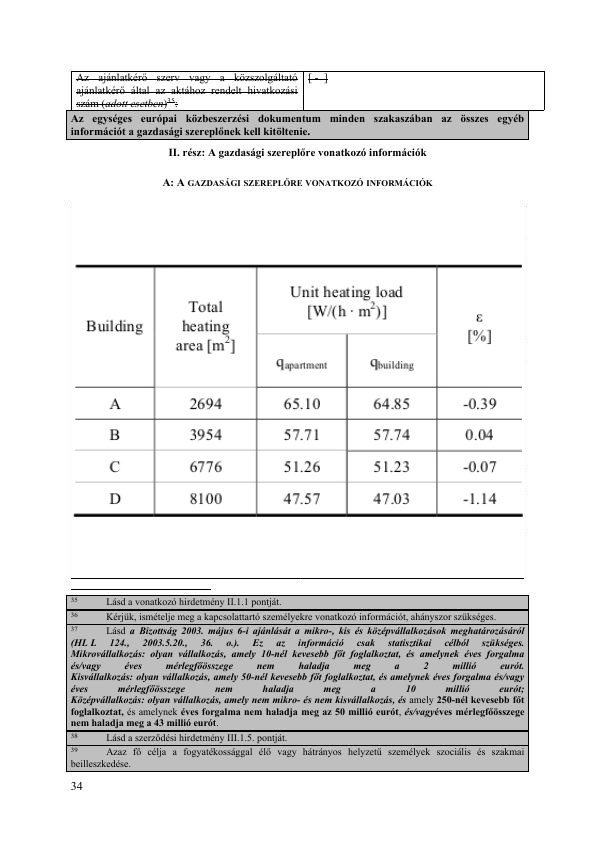 Az ajánlatkérő szerv vagy a közszolgáltató [ - ]
ajánlatkérő által az aktához rendelt hivatkozási
szám (adott esetben)35:
Az egységes európai közbeszerzési dokumentum minden szakaszában az összes egyéb
információt a gazdasági szereplőnek kell kitöltenie.
II. rész: A gazdasági szereplőre vonatkozó információk
A: A GAZDASÁGI SZEREPLŐRE VONATKOZÓ INFORMÁCIÓK
Building Total heating area [m2] Unit heating load [W/(h · m2)] ε [%]
qapartment qbuilding
A 2694 65.10 64.85 -0.39
B 3954 57.71 57.74 0.04
C 6776 51.26 51.23 -0.07
D 8100 47.57 47.03 -1.14
35 Lásd a vonatkozó hirdetmény II.1.1 pontját.
36 Kérjük, ismételje meg a kapcsolattartó személyekre vonatkozó információt, ahányszor szükséges.
37 Lásd a Bizottság 2003. május 6-i ajánlását a mikro-, kis és középvállalkozások meghatározásáról
(HL L 124., 2003.5.20., 36. o.). Ez az információ csak statisztikai célból szükséges.
Mikrovállalkozás: olyan vállalkozás, amely 10-nél kevesebb főt foglalkoztat, és amelynek éves forgalma
és/vagy éves mérlegfőösszege nem haladja meg a 2 millió eurót.
Kisvállalkozás: olyan vállalkozás, amely 50-nél kevesebb főt foglalkoztat, és amelynek éves forgalma és/vagy
éves mérlegfőösszege nem haladja meg a 10 millió eurót;
Középvállalkozás: olyan vállalkozás, amely nem mikro- és nem kisvállalkozás, és amely 250-nél kevesebb főt
foglalkoztat, és amelynek éves forgalma nem haladja meg az 50 millió eurót, és/vagyéves mérlegfőösszege
nem haladja meg a 43 millió eurót.
38 Lásd a szerződési hirdetmény III.1.5. pontját.
39 Azaz fő célja a fogyatékossággal élő vagy hátrányos helyzetű személyek szociális és szakmai
beilleszkedése.
34